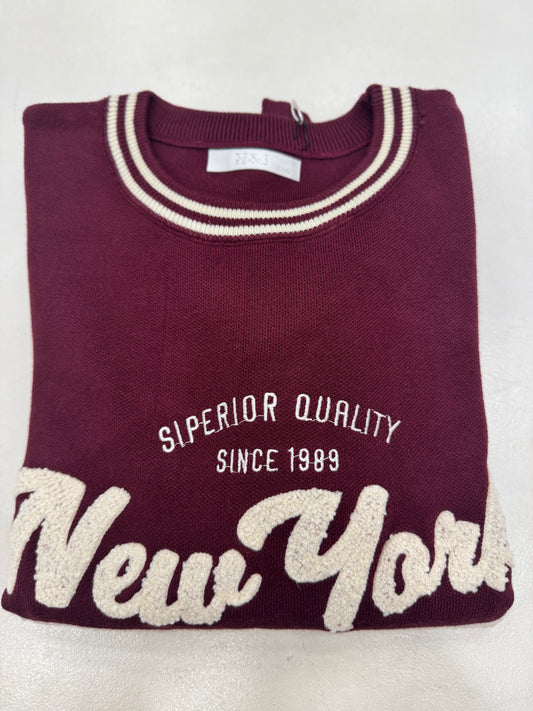 SIPERIOR QUALITY
SINCE 1989
New York